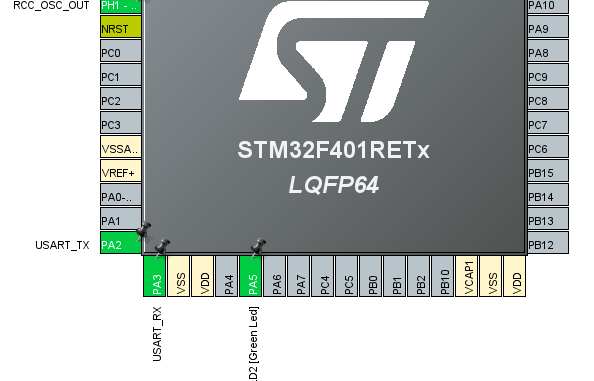 RCC_OSC_OUT
PH1 - ..
NRST
PC0
PC1
PC2
PC3
VSSA..
VREF+
PA0-..
PA1
USART_TX
PA2
STM32F401RETx
LQFP64
PA10
PA9
PA8
PC9
PC8
PC7
PC6
PB15
PB14
PB13
PB12
PA3
VSS
VDD
PA4
PA5
PA6
PA7
PC4
PC5
PB0
PB1
PB2
PB10
VCAP1
VSS
VDD
USART_RX
LD2 [Green Led]